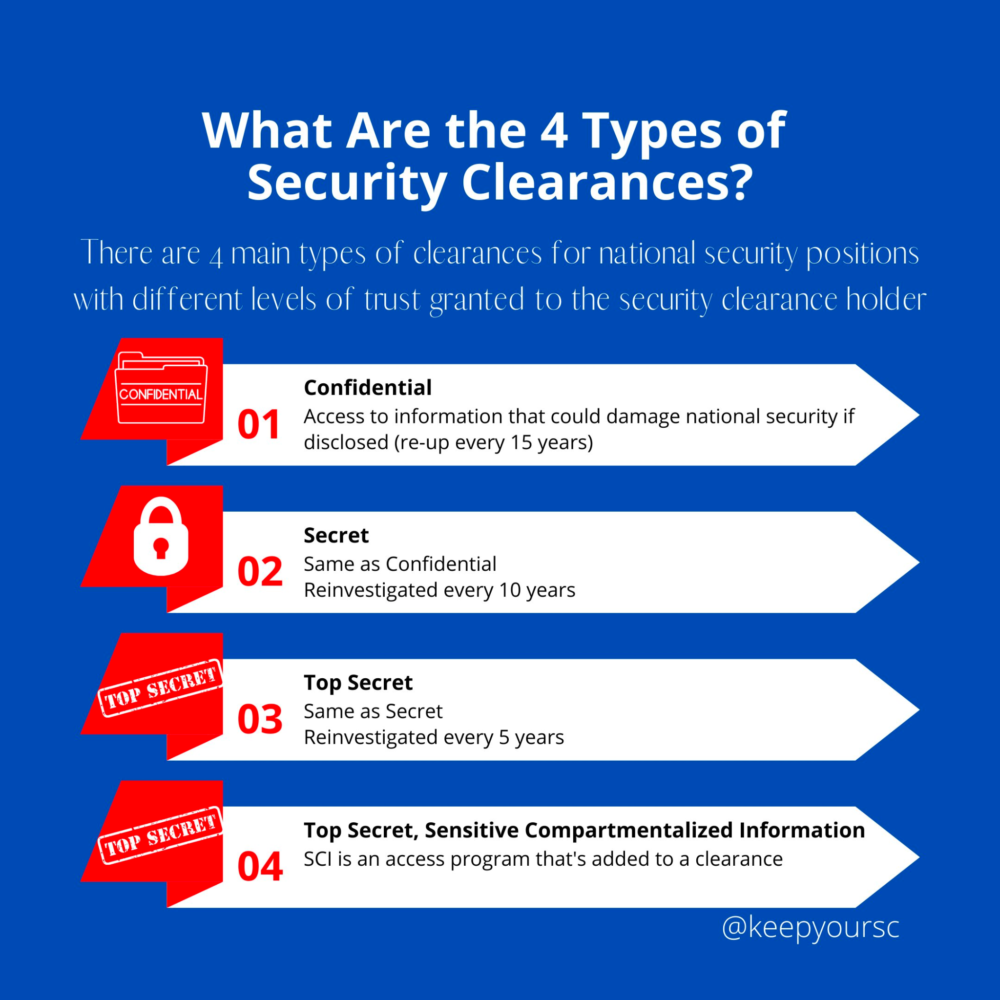 What Are the 4 Types of
Security Clearances?
There are 4 main types of clearances for national security positions
with different levels of trust granted to the security clearance holder
CONFIDENTIAL
01
Confidential
Access to information that could damage national security if
disclosed (re-up every 15 years)
02
Secret
Same as Confidential
Reinvestigated every 10 years
TOP SECRET
03
Top Secret
Same as Secret
Reinvestigated every 5 years
TOP SECRET
04
Top Secret, Sensitive Compartmentalized Information
SCI is an access program that's added to a clearance
@keepyoursc